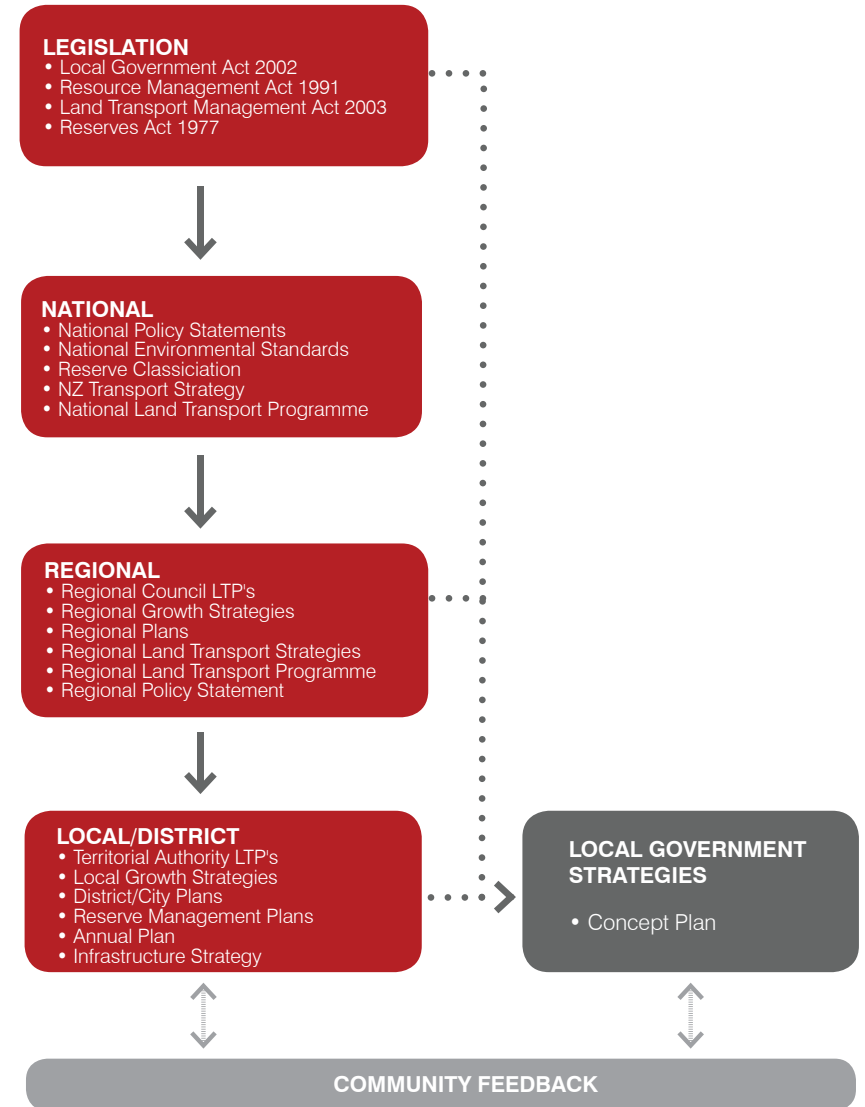 LEGISLATION
• Local Government Act 2002
• Resource Management Act 1991
• Land Transport Management Act 2003
• Reserves Act 1977
NATIONAL
• National Policy Statements
• National Environmental Standards
• Reserve Classiciation
• NZ Transport Strategy
• National Land Transport Programme
REGIONAL
• Regional Council LTP's
• Regional Growth Strategies
• Regional Plans
• Regional Land Transport Strategies
• Regional Land Transport Programme
• Regional Policy Statement
LOCAL/DISTRICT
• Territorial Authority LTP's
• Local Growth Strategies
• District/City Plans
• Reserve Management Plans
• Annual Plan
• Infrastructure Strategy
LOCAL GOVERNMENT
STRATEGIES
• Concept Plan
COMMUNITY FEEDBACK